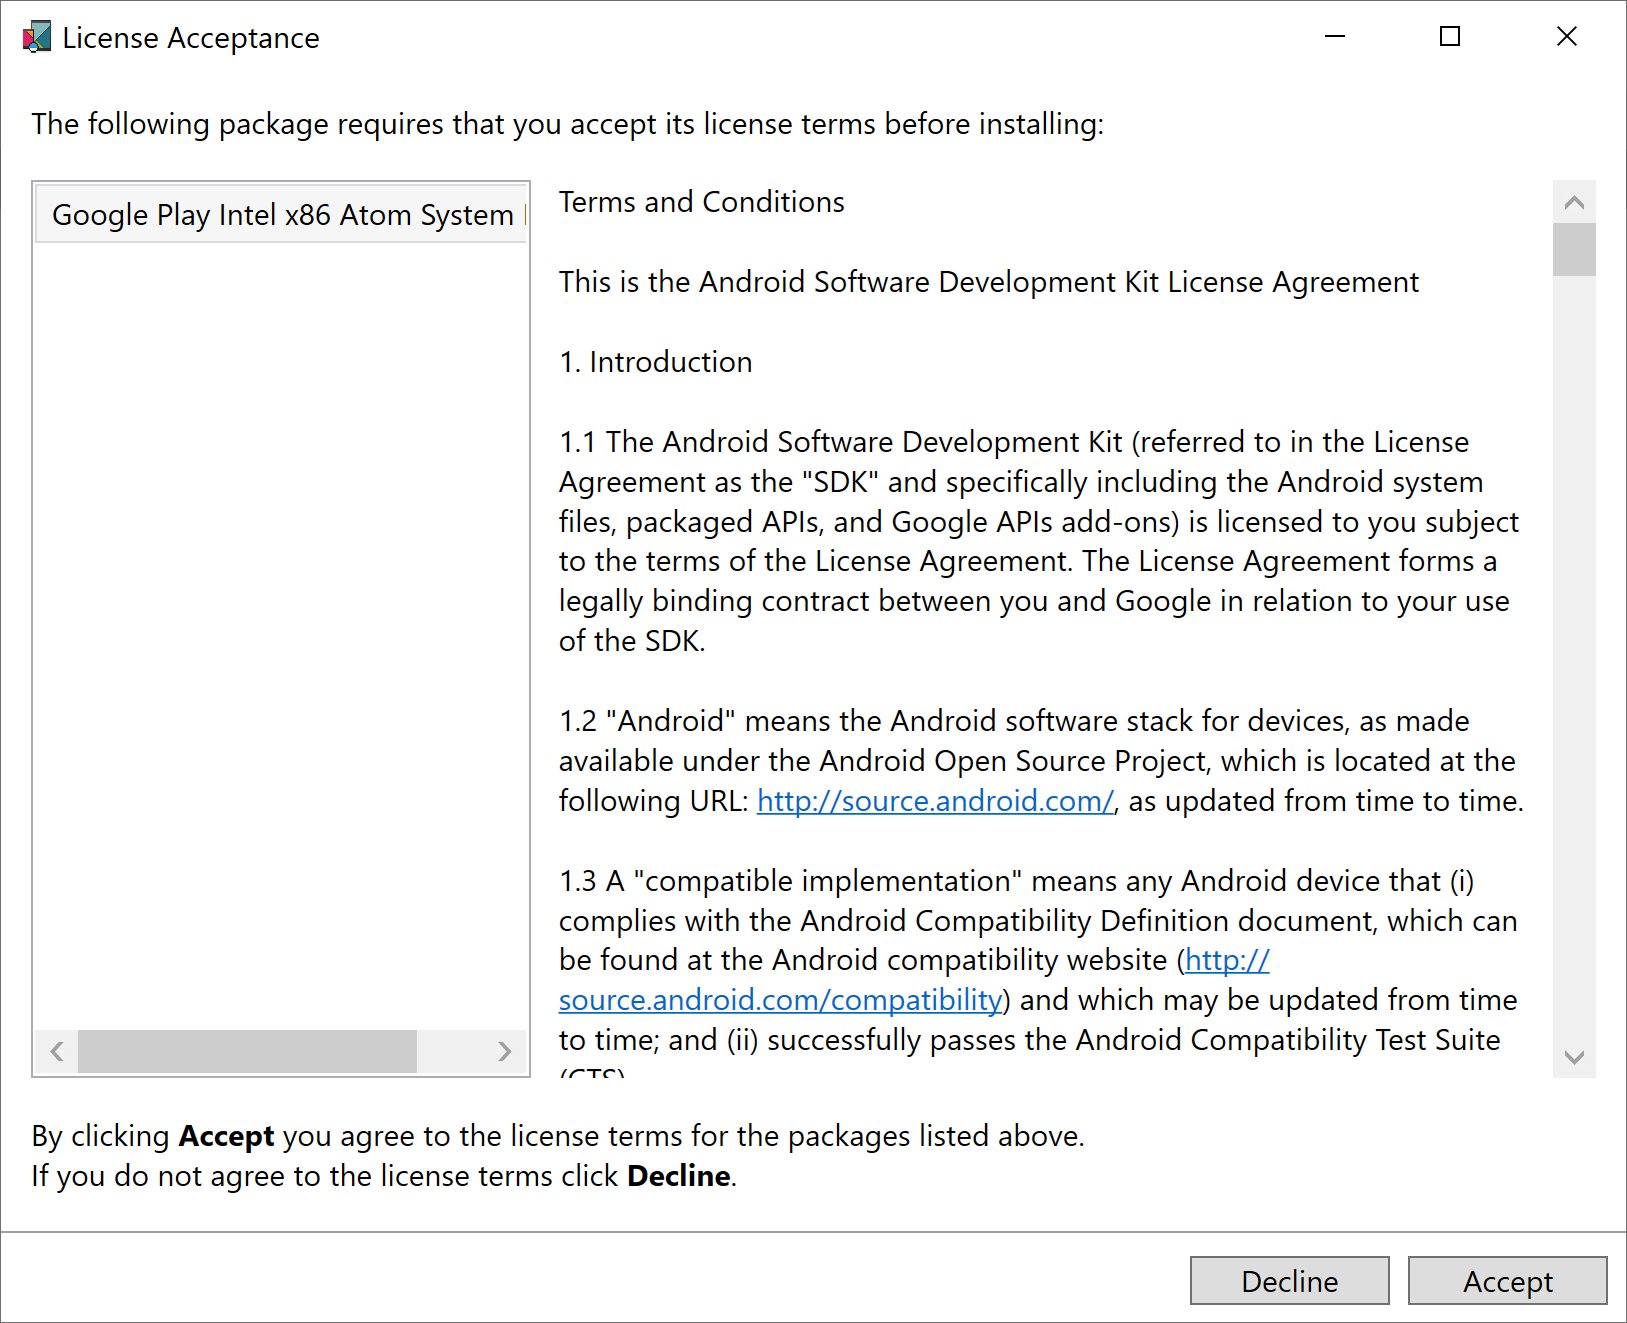 License Acceptance
The following package requires that you accept its license terms before installing:
Google Play Intel x86 Atom System
Terms and Conditions
This is the Android Software Development Kit License Agreement
1. Introduction
1.1 The Android Software Development Kit (referred to in the License
Agreement as the "SDK" and specifically including the Android system
files, packaged APIs, and Google APIs add-ons) is licensed to you subject
to the terms of the License Agreement. The License Agreement forms a
legally binding contract between you and Google in relation to your use
of the SDK.
1.2 "Android" means the Android software stack for devices, as made
available under the Android Open Source Project, which is located at the
following URL: http://source.android.com/, as updated from time to time.
1.3 A "compatible implementation" means any Android device that (i)
complies with the Android Compatibility Definition document, which can
be found at the Android compatibility website (http://
source.android.com/compatibility) and which may be updated from time
to time; and (ii) successfully passes the Android Compatibility Test Suite
(CTS)
By clicking Accept you agree to the license terms for the packages listed above.
If you do not agree to the license terms click Decline.
Decline
Accept